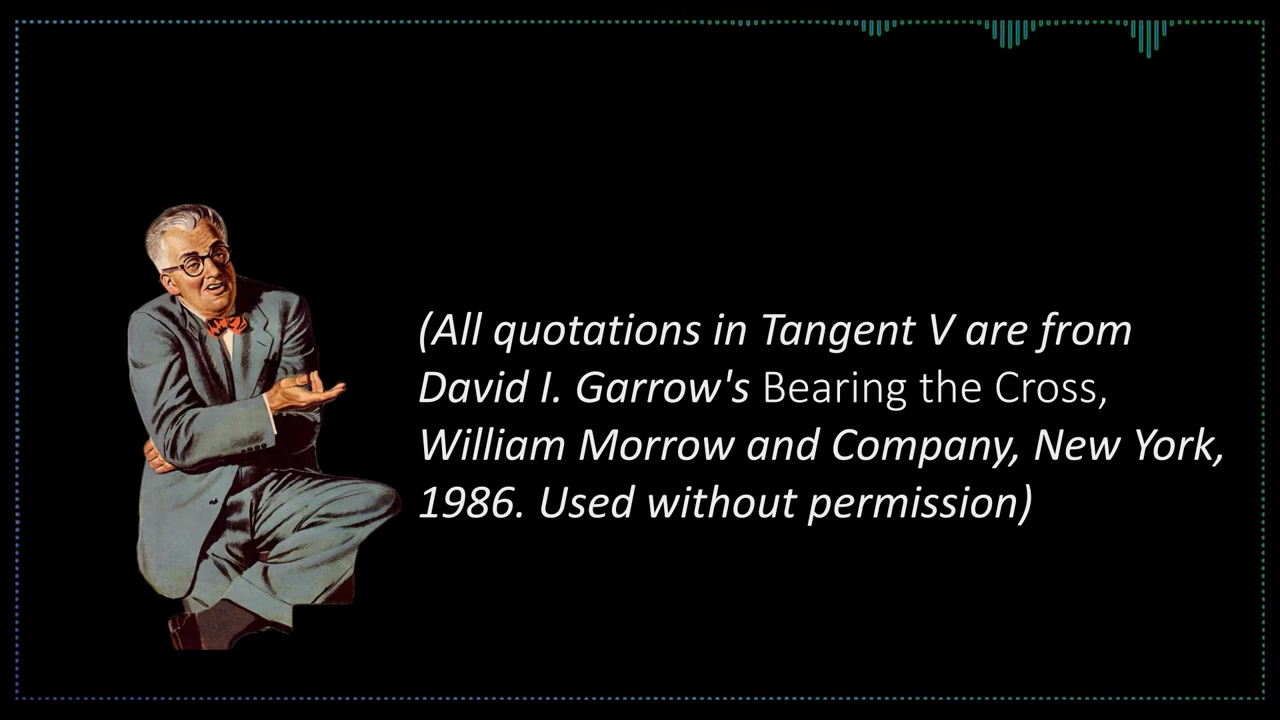 (All quotations in Tangent V are from
David I. Garrow's Bearing the Cross,
William Morrow and Company, New York,
1986. Used without permission)